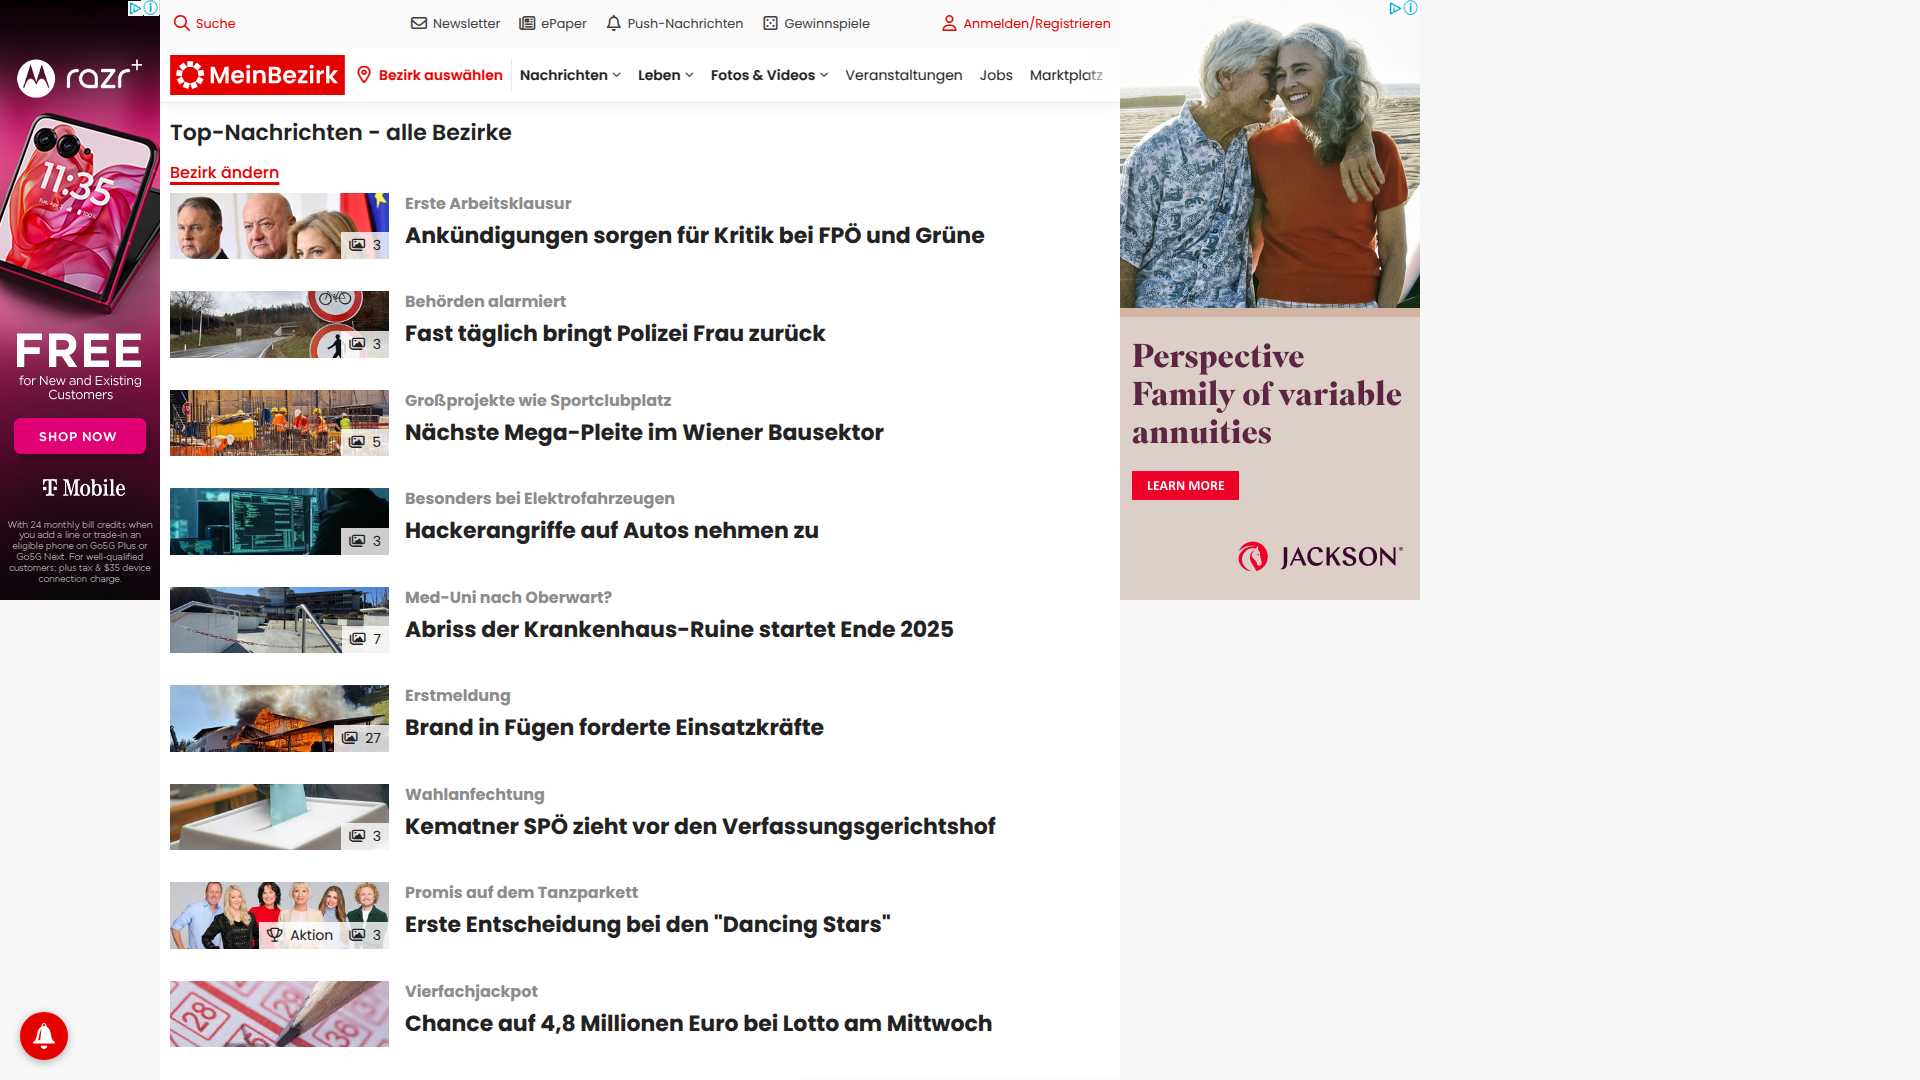 Suche
Newsletter
ePaper
Push-Nachrichten
Gewinnspiele
Anmelden/Registrieren
MeinBezirk
Bezirk auswählen
Nachrichten
Leben
Fotos & Videos
Veranstaltungen
Jobs
Marktplatz
Top-Nachrichten - alle Bezirke
Bezirk ändern
3
Erste Arbeitsklausur
Ankündigungen sorgen für Kritik bei FPÖ und Grüne
3
Behörden alarmiert
Fast täglich bringt Polizei Frau zurück
5
Großprojekte wie Sportclubplatz
Nächste Mega-Pleite im Wiener Bausektor
3
Besonders bei Elektrofahrzeugen
Hackerangriffe auf Autos nehmen zu
7
Med-Uni nach Oberwart?
Abriss der Krankenhaus-Ruine startet Ende 2025
27
Erstmeldung
Brand in Fügen forderte Einsatzkräfte
3
Wahlanfechtung
Kematner SPÖ zieht vor den Verfassungsgerichtshof
Aktion
3
Promis auf dem Tanzparkett
Erste Entscheidung bei den "Dancing Stars"
28
29
36
Vierfachjackpot
Chance auf 4,8 Millionen Euro bei Lotto am Mittwoch
razr+
11:35
FREE
for New and Existing
Customers
SHOP NOW
T Mobile
With 24 monthly bill credits when
you add a line or trade-in an
eligible phone on Go5G Plus or
Go5G Next. For well-qualified
customers; plus tax & $35 device
connection charge.
Perspective
Family of variable
annuities
LEARN MORE
JACKSON®